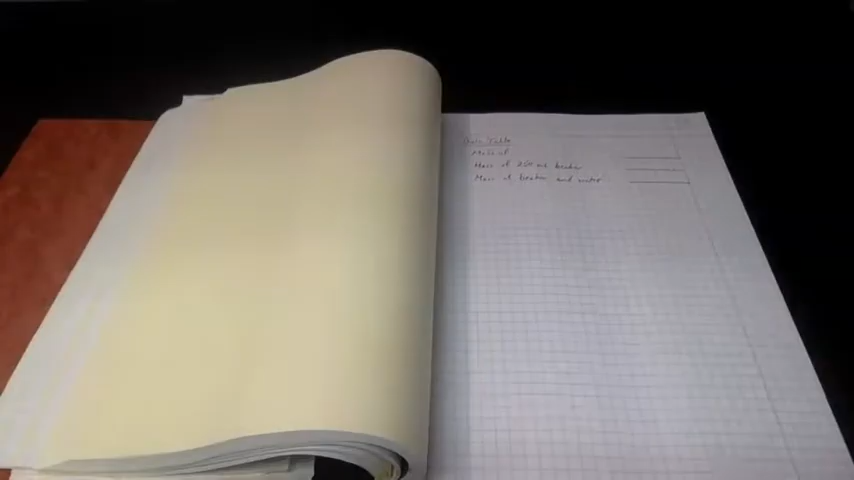 Data Table
Mass of
Mass of 250 mL beaker
Mass of beaker and water